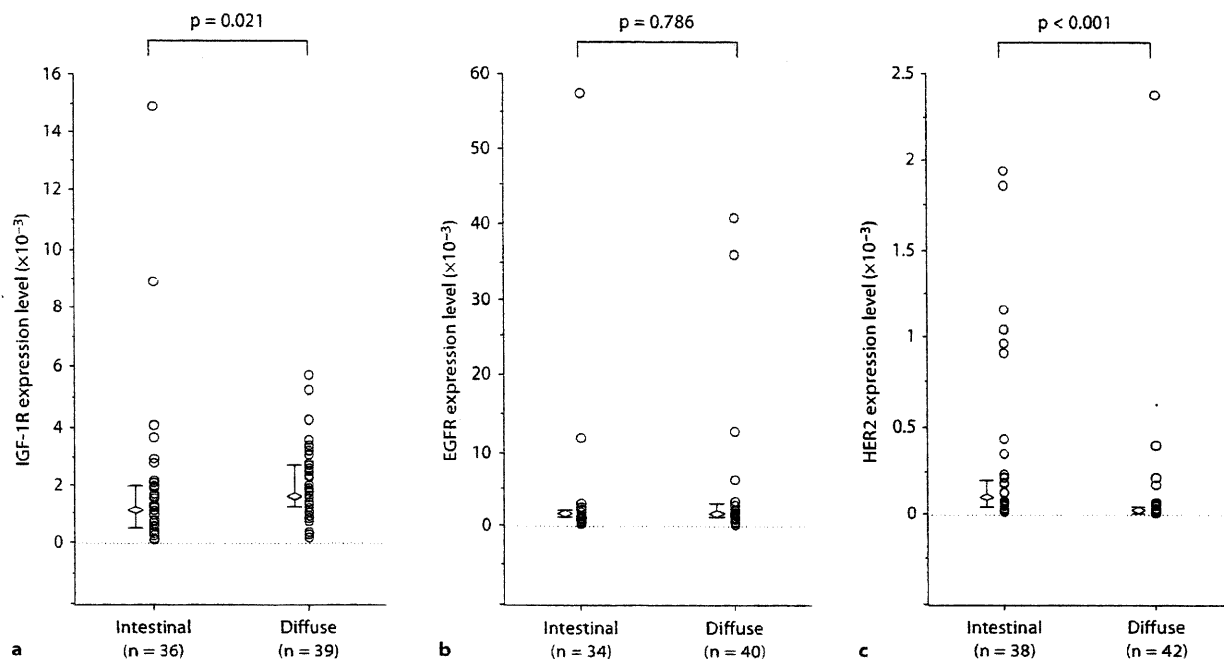 p = 0.021
16
14
12
10
8
6
4
2
0
IGF-1R expression level (×10⁻³)
Intestinal
(n = 36)
Diffuse
(n = 39)
a
p = 0.786
60
50
40
30
20
10
0
EGFR expression level (×10⁻³)
Intestinal
(n = 34)
Diffuse
(n = 40)
b
p < 0.001
2.5
2
1.5
1
0.5
0
HER2 expression level (×10⁻³)
Intestinal
(n = 38)
Diffuse
(n = 42)
c